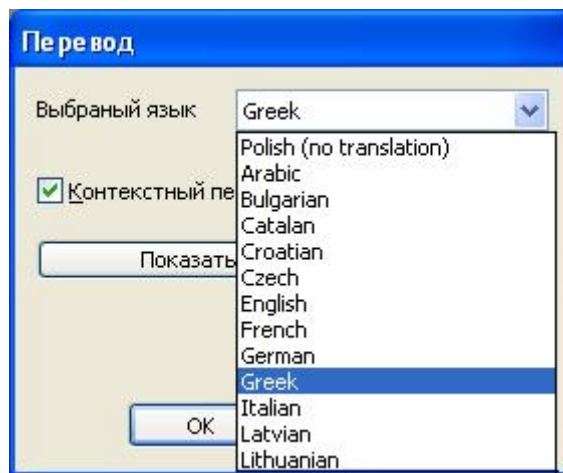 Перевод
Выбраный язык
Greek
Polish (no translation)
Arabic
Bulgarian
Catalan
Croatian
Czech
English
French
German
Greek
Italian
Latvian
Lithuanian
Контекстный пе
Показать
OK